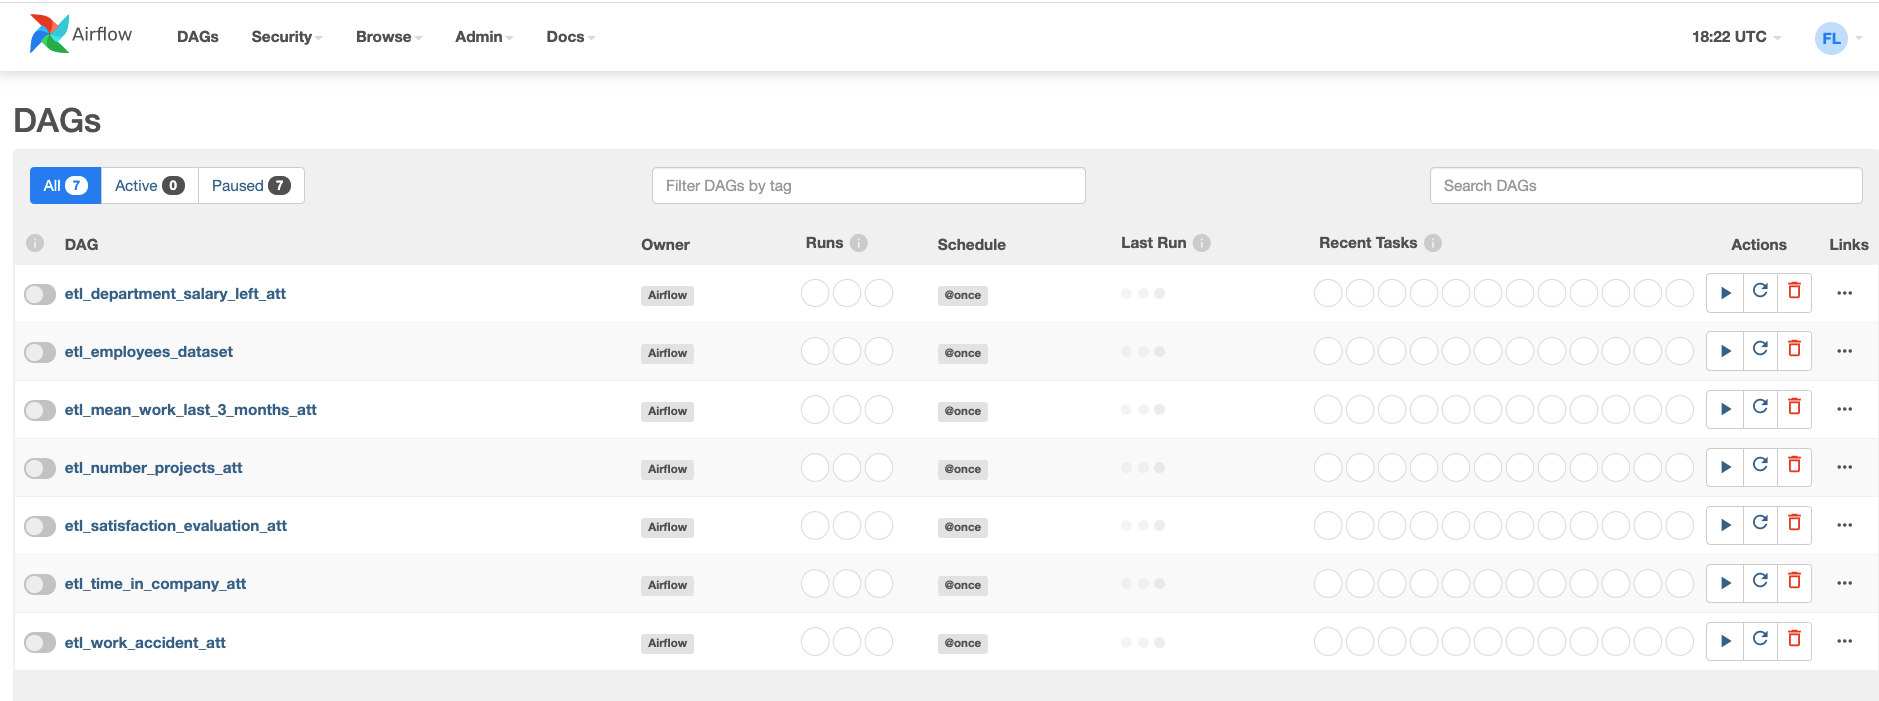 Airflow DAGs Security Browse Admin Docs 18:22 UTC FL
DAGs
All 7 Active 0 Paused 7 Filter DAGs by tag Search DAGs
i DAG Owner Runs i Schedule Last Run i Recent Tasks i Actions Links
etl_department_salary_left_att Airflow @once
etl_employees_dataset Airflow @once
etl_mean_work_last_3_months_att Airflow @once
etl_number_projects_att Airflow @once
etl_satisfaction_evaluation_att Airflow @once
etl_time_in_company_att Airflow @once
etl_work_accident_att Airflow @once